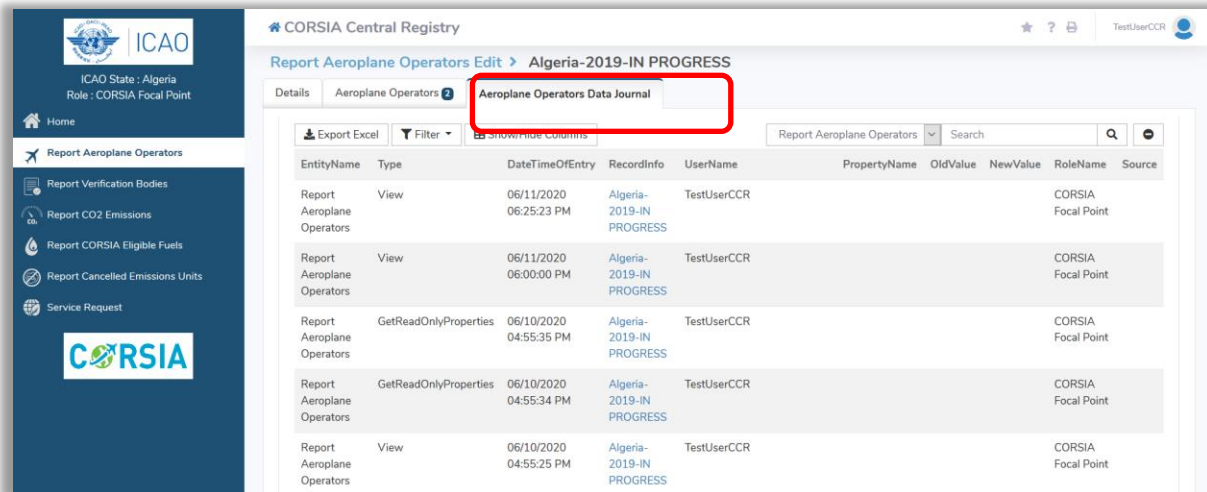 ICAO
ICAO State : Algeria
Role : CORSIA Focal Point
Home
Report Aeroplane Operators
Report Verification Bodies
CO₂
Report CO2 Emissions
Report CORSIA Eligible Fuels
Report Cancelled Emissions Units
Service Request
CORSIA
CORSIA Central Registry
? TestUserCCR
Report Aeroplane Operators Edit > Algeria-2019-IN PROGRESS
Details Aeroplane Operators 2 Aeroplane Operators Data Journal
Export Excel Filter Show/Hide Columns Report Aeroplane Operators Search
EntityName Type DateTimeOfEntry RecordInfo UserName PropertyName OldValue NewValue RoleName Source
Report View 06/11/2020 Algeria- TestUserCCR CORSIA
Aeroplane 06:25:23 PM 2019-IN Focal Point
Operators PROGRESS
Report View 06/11/2020 Algeria- TestUserCCR CORSIA
Aeroplane 06:00:00 PM 2019-IN Focal Point
Operators PROGRESS
Report GetReadOnlyProperties 06/10/2020 Algeria- TestUserCCR CORSIA
Aeroplane 04:55:35 PM 2019-IN Focal Point
Operators PROGRESS
Report GetReadOnlyProperties 06/10/2020 Algeria- TestUserCCR CORSIA
Aeroplane 04:55:34 PM 2019-IN Focal Point
Operators PROGRESS
Report View 06/10/2020 Algeria- TestUserCCR CORSIA
Aeroplane 04:55:25 PM 2019-IN Focal Point
Operators PROGRESS